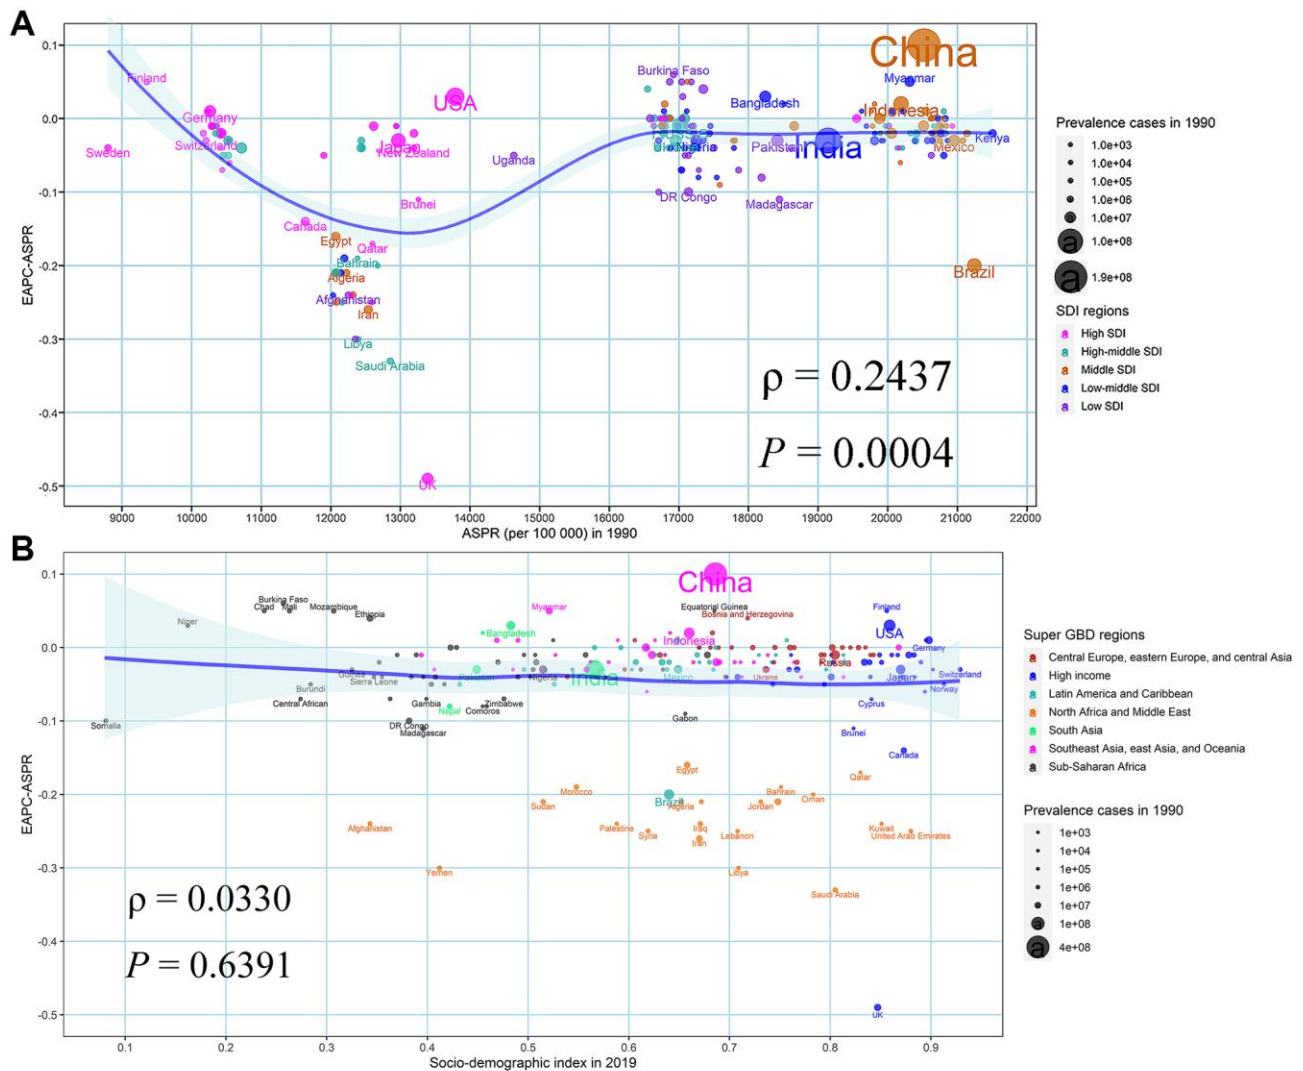 A
0.1
0.0
-0.1
-0.2
-0.3
-0.4
-0.5
EAPC-ASPR
China
Finland
USA
Burkina Faso
Myanmar
Bangladesh
Indonesia
Germany
Sweden
Switzerland
Japan
New Zealand
Uganda
Nigeria
Pakistan
India
Mexico
Kenya
Brunei
DR Congo
Madagascar
Canada
Egypt
Qatar
Bahrain
Algeria
Brazil
Afghanistan
Iran
Libya
Saudi Arabia
UK
ρ = 0.2437
P = 0.0004
9000 10000 11000 12000 13000 14000 15000 16000 17000 18000 19000 20000 21000 22000
ASPR (per 100 000) in 1990
Prevalence cases in 1990
1.0e+03
1.0e+04
1.0e+05
1.0e+06
1.0e+07
a 1.0e+08
a 1.9e+08
SDI regions
a High SDI
a High-middle SDI
a Middle SDI
a Low-middle SDI
a Low SDI
B
0.1
0.0
-0.1
-0.2
-0.3
-0.4
-0.5
EAPC-ASPR
China
Burkina Faso
Chad Mali Mozambique
Ethiopia
Niger
Myanmar
Equatorial Guinea
Bosnia and Herzegovina
Finland
USA
Bangladesh
Indonesia
Germany
Russia
Guinea
Sierra Leone
Pakistan
Nigeria
India
Mexico
Ukraine
Japan
Switzerland
Norway
Burundi
Central African
Gambia
Zimbabwe
Nepal
Comoros
Cyprus
Somalia
DR Congo
Madagascar
Gabon
Brunei
Canada
Egypt
Qatar
Morocco
Bahrain
Oman
Sudan
Brazil
Algeria
Jordan
Afghanistan
Palestine
Syria
Iraq
Iran
Lebanon
Kuwait
United Arab Emirates
Yemen
Libya
Saudi Arabia
UK
ρ = 0.0330
P = 0.6391
0.1 0.2 0.3 0.4 0.5 0.6 0.7 0.8 0.9
Socio-demographic index in 2019
Super GBD regions
a Central Europe, eastern Europe, and central Asia
a High income
a Latin America and Caribbean
a North Africa and Middle East
a South Asia
a Southeast Asia, east Asia, and Oceania
a Sub-Saharan Africa
Prevalence cases in 1990
1e+03
1e+04
1e+05
1e+06
1e+07
a 1e+08
a 4e+08